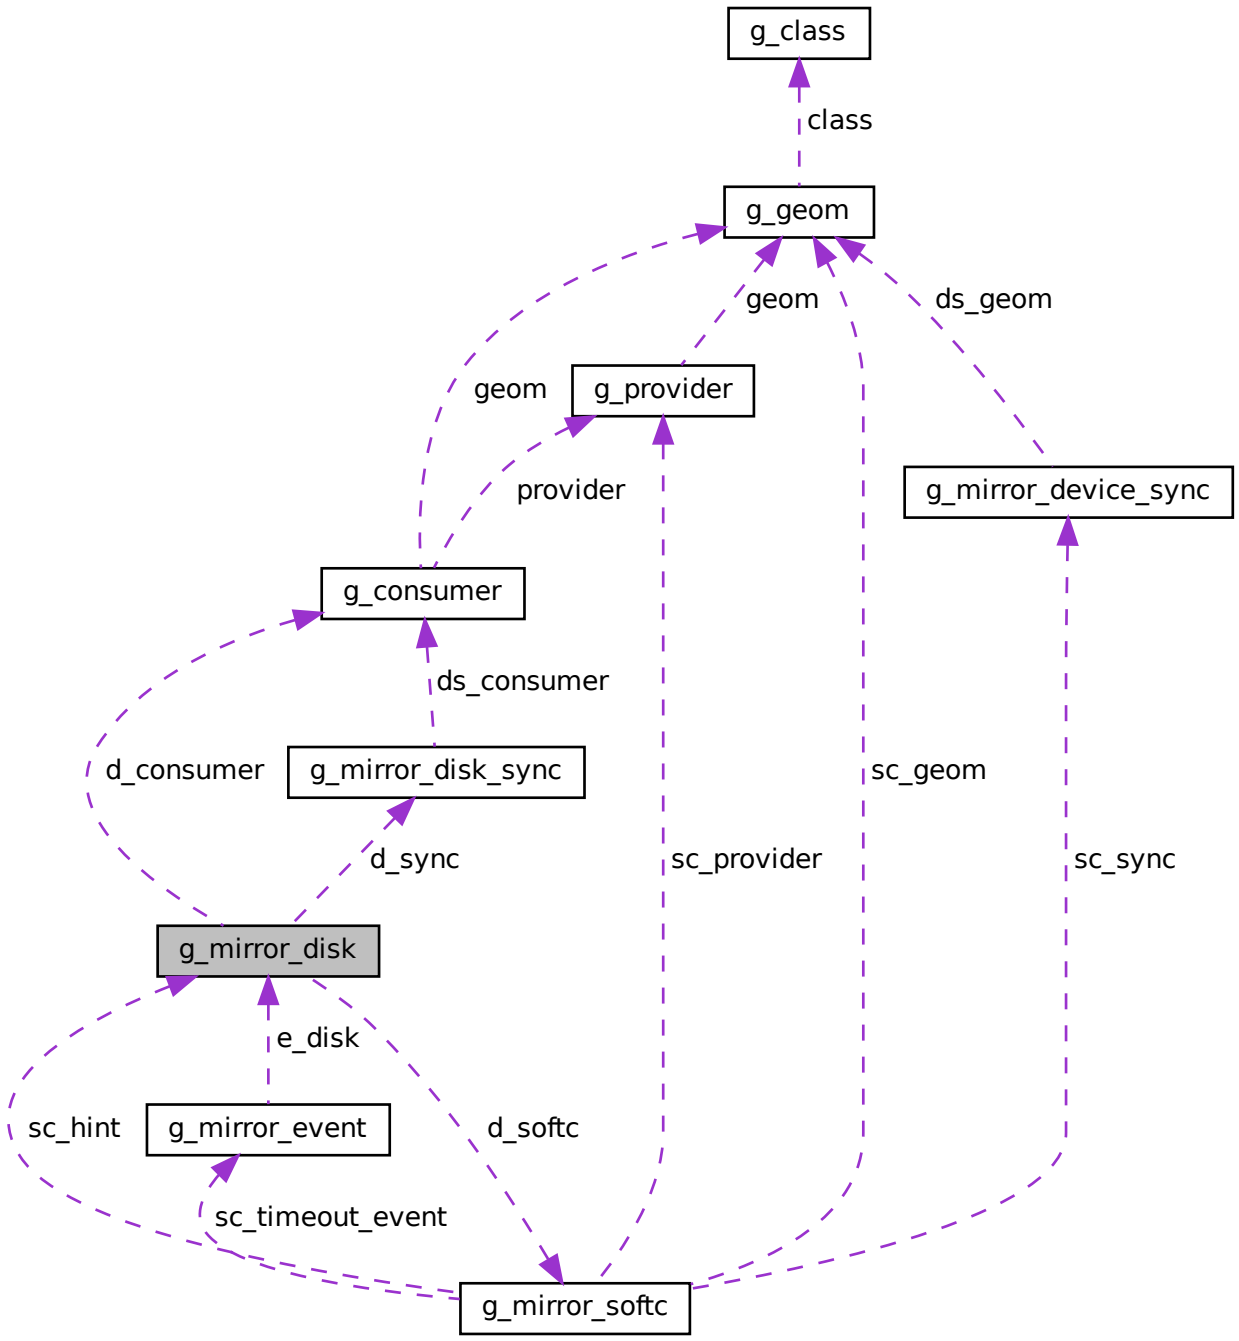 g_class
class
g_geom
ds_geom
geom
geom
g_provider
provider
g_mirror_device_sync
g_consumer
ds_consumer
d_consumer
g_mirror_disk_sync
sc_geom
d_sync
sc_provider
sc_sync
g_mirror_disk
e_disk
sc_hint
g_mirror_event
d_softc
sc_timeout_event
g_mirror_softc